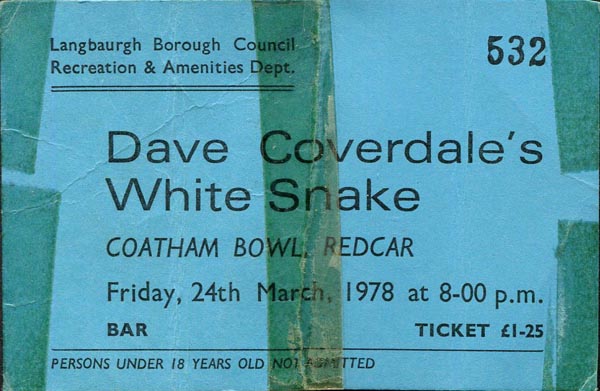 Langbaurgh Borough Council
Recreation & Amenities Dept.
532
Dave Coverdale's
White Snake
COATHAM BOWL, REDCAR
Friday, 24th March, 1978 at 8-00 p.m.
BAR TICKET £1-25
PERSONS UNDER 18 YEARS OLD NOT ADMITTED